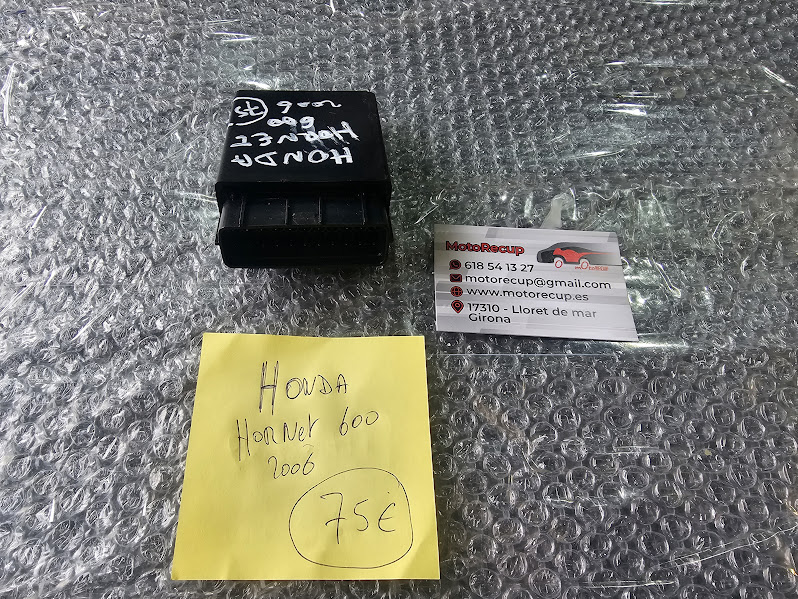 HONDA
HORNET
600
2006
75
MotoRecup
618 54 13 27
motorecup@gmail.com
www.motorecup.es
17310 - Lloret de mar
Girona
HONDA
HORNET 600
2006
75€